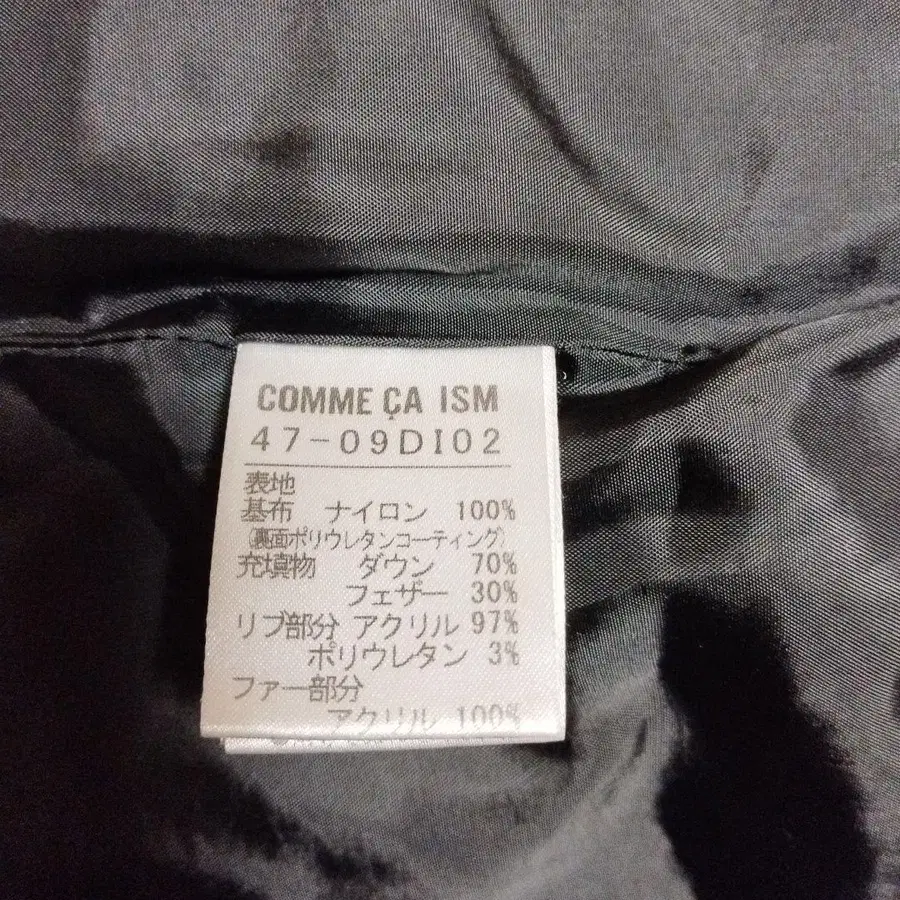 COMME ÇA ISM
47-09DI02
表地
基布 ナイロン 100%
(裏面ポリウレタンコーティング)
充填物 ダウン 70%
フェザー 30%
リブ部分 アクリル 97%
ポリウレタン 3%
ファー部分
アクリル 100%